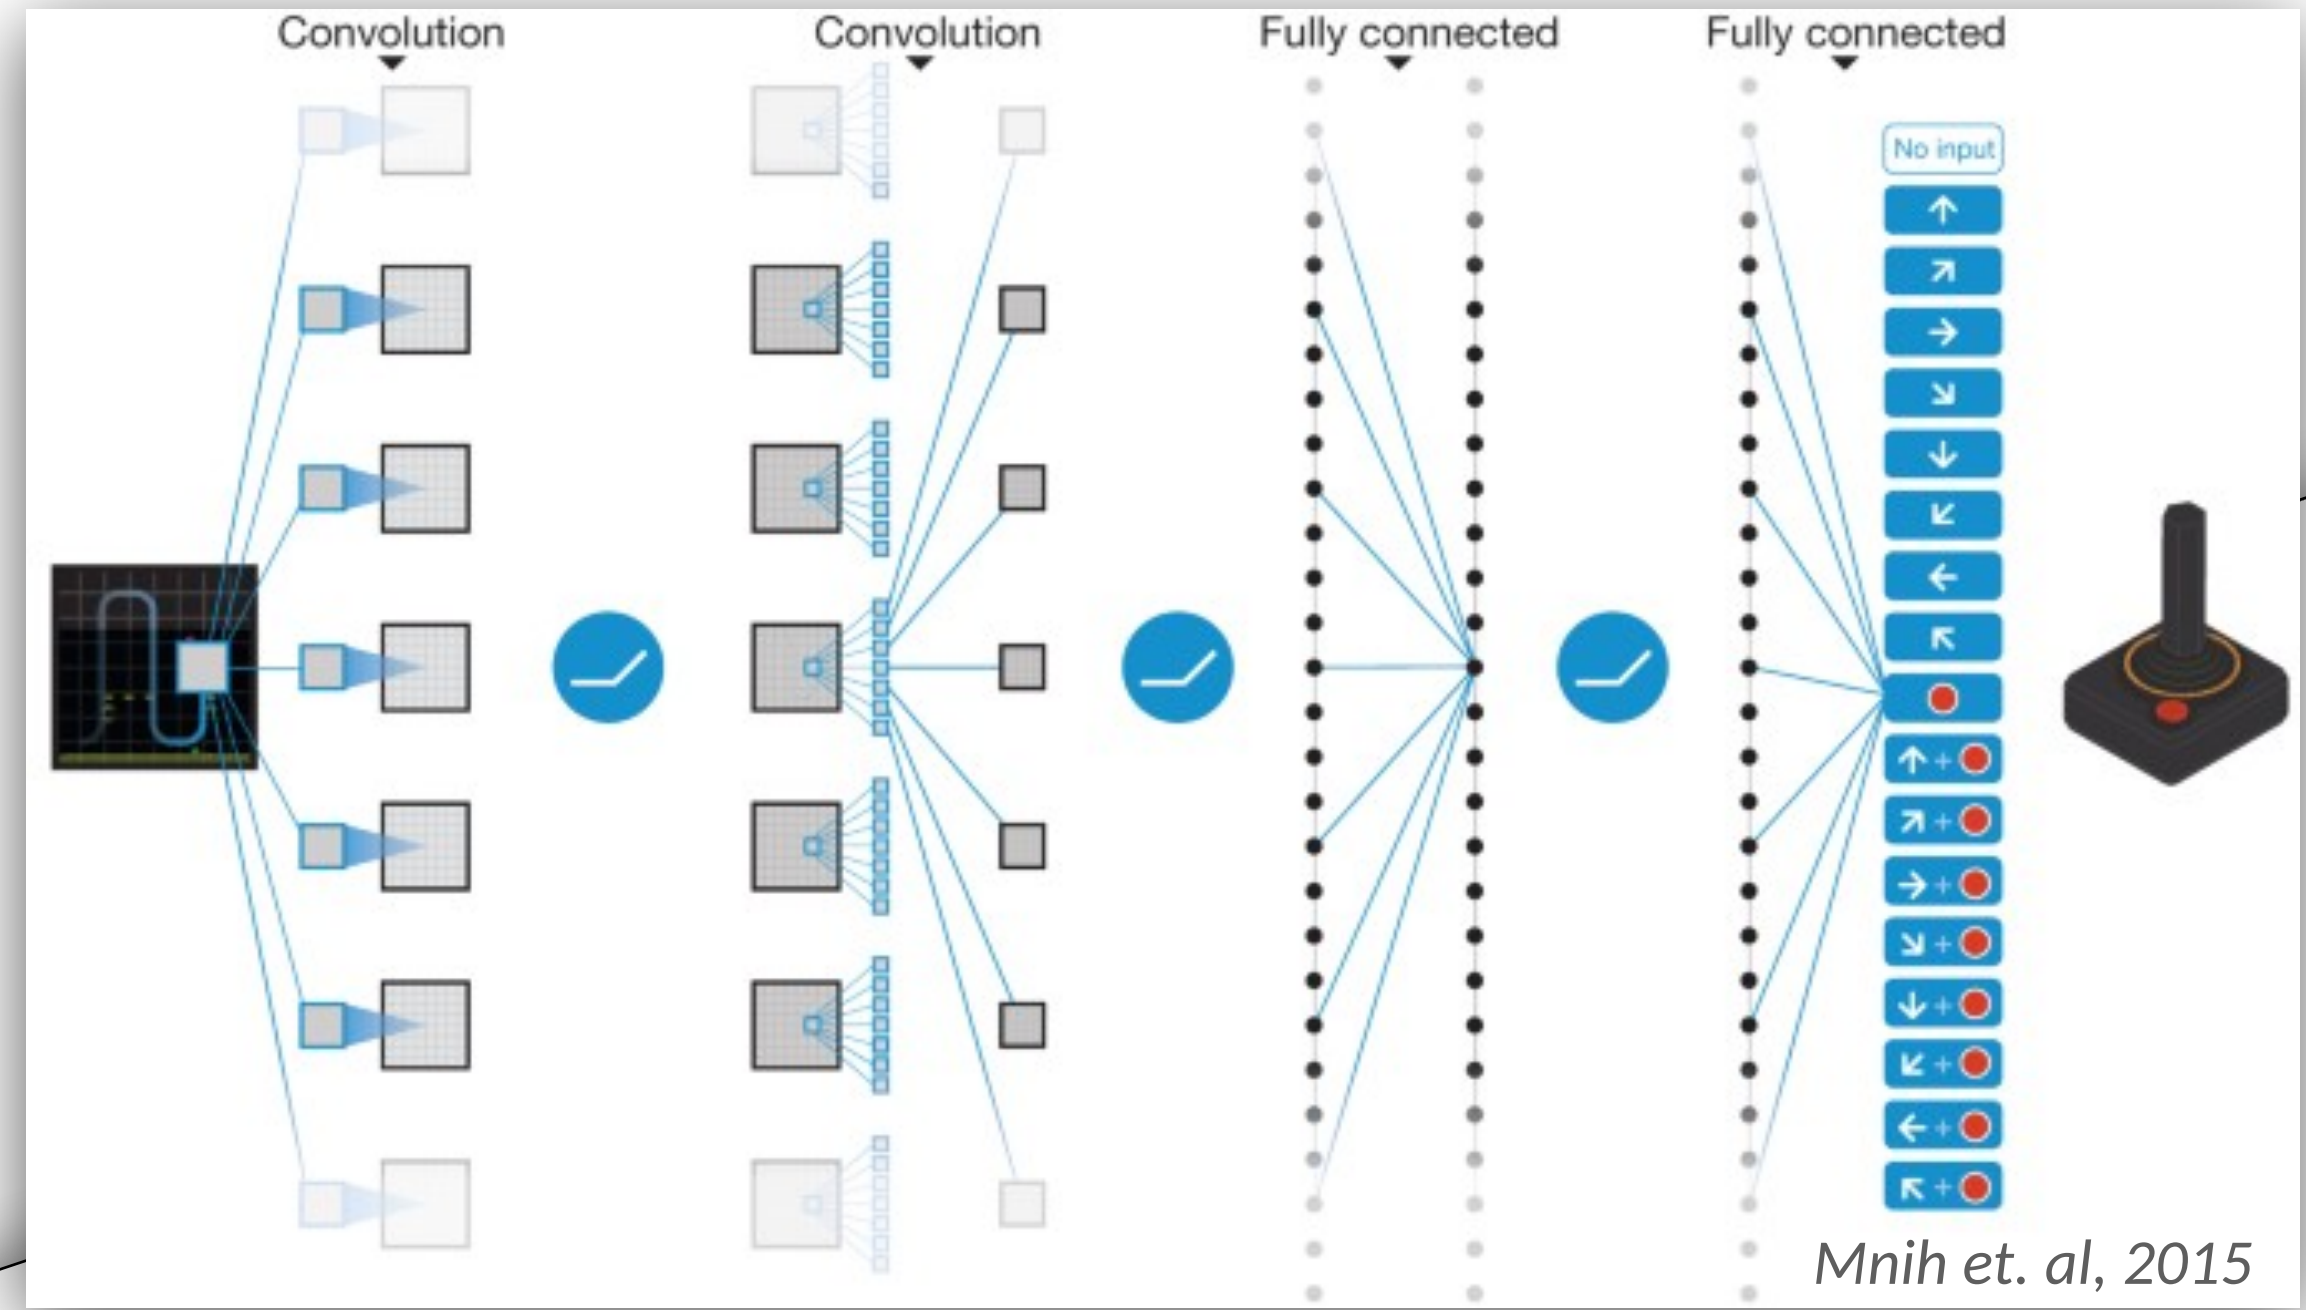 Convolution
Convolution
Fully connected
Fully connected
No input
+
+
+
+
+
+
+
+
Mnih et. al, 2015